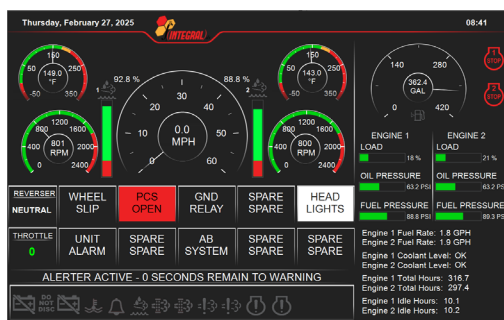 Thursday, February 27, 2025
INTEGRAL
08:41
50 150 250
149.0
°F
-50 350
92.8 %
1
20 30 40
10 50
0 60
0.0
MPH
88.8 %
2
50 150 250
143.0
°F
-50 350
140 280
362.4
GAL
0 420
1
STOP
2
STOP
800 1200 1600
400 2000
0 2400
801
RPM
800 1200 1600
400 2000
0 2400
800
RPM
ENGINE 1 ENGINE 2
LOAD LOAD
18 % 21 %
OIL PRESSURE OIL PRESSURE
63.2 PSI 63.2 PSI
FUEL PRESSURE FUEL PRESSURE
88.8 PSI 89.3 PSI
REVERSER
NEUTRAL
WHEEL
SLIP
PCS
OPEN
GND
RELAY
SPARE
SPARE
HEAD
LIGHTS
THROTTLE
0
UNIT
ALARM
SPARE
SPARE
AB
SYSTEM
SPARE
SPARE
SPARE
SPARE
Engine 1 Fuel Rate: 1.8 GPH
Engine 2 Fuel Rate: 1.9 GPH
Engine 1 Coolant Level: OK
Engine 2 Coolant Level: OK
Engine 1 Total Hours: 316.7
Engine 2 Total Hours: 297.4
Engine 1 Idle Hours: 10.1
Engine 2 Idle Hours: 10.2
ALERTER ACTIVE - 0 SECONDS REMAIN TO WARNING
DO
NOT
DISC